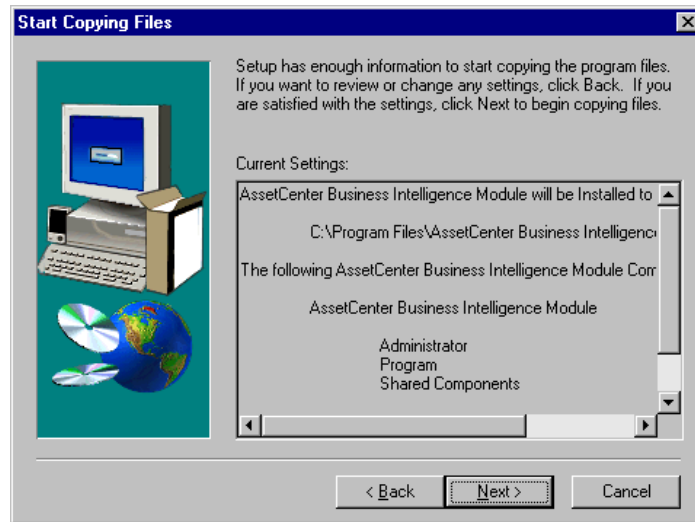 Start Copying Files
Setup has enough information to start copying the program files.
If you want to review or change any settings, click Back. If you
are satisfied with the settings, click Next to begin copying files.
Current Settings:
AssetCenter Business Intelligence Module will be Installed to
C:\Program Files\AssetCenter Business Intelligence
The following AssetCenter Business Intelligence Module Com
AssetCenter Business Intelligence Module
Administrator
Program
Shared Components
< Back
Next >
Cancel